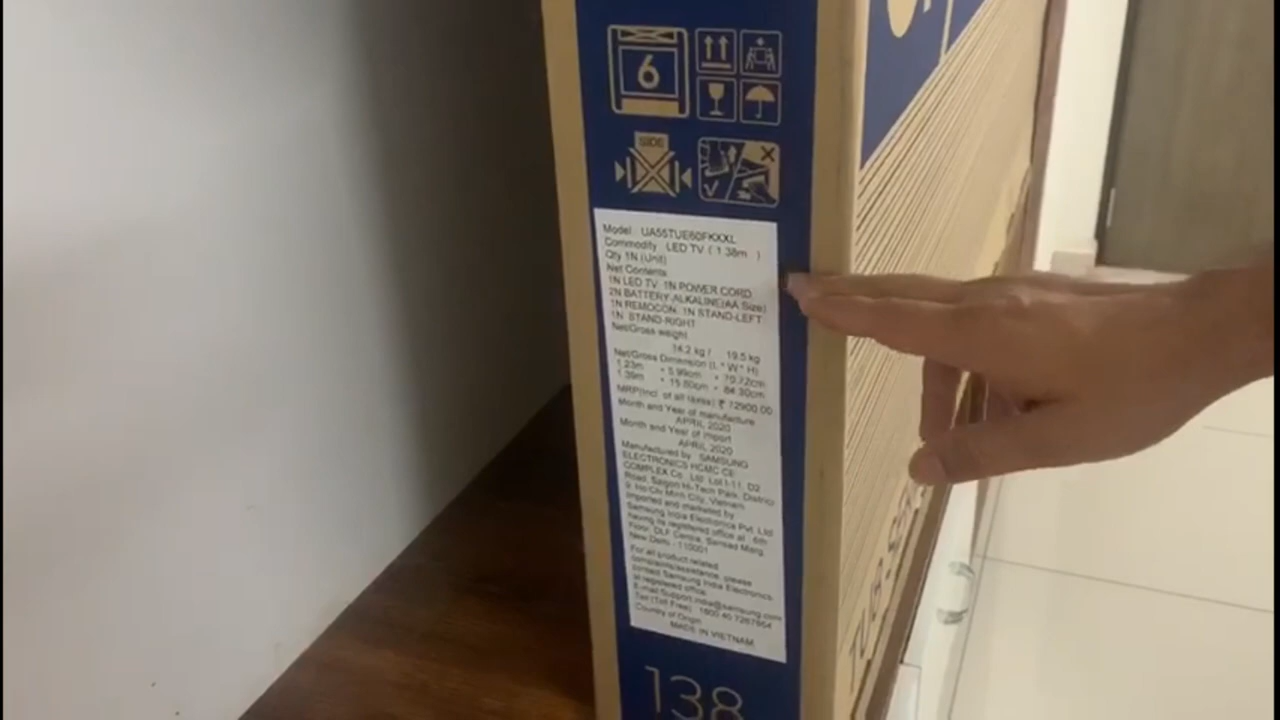 6
SIDE
Model : UA55TUE60FKXXL
Commodity : LED TV ( 1.38m )
Qty 1N (Unit)
Net Contents
1N LED TV, 1N POWER CORD
2N BATTERY-ALKALINE(AA Size)
1N REMOCON, 1N STAND-LEFT
1N STAND-RIGHT
Net/Gross weight
14.2 kg / 19.5 kg
Net/Gross Dimension (L * W * H)
1.23m * 5.99cm * 70.72cm
1.39m * 15.60cm * 84.30cm
MRP(Incl. of all taxes) ₹ 72900.00
Month and Year of manufacture
APRIL 2020
Month and Year of import
APRIL 2020
Manufactured by SAMSUNG
ELECTRONICS HCMC CE
COMPLEX Co. Ltd Lot I-11, D2
Road, Saigon Hi-Tech Park, District
9, Ho Chi Minh City, Vietnam
Imported and marketed by
Samsung India Electronics Pvt. Ltd
having its registered office at : 6th
Floor, DLF Centre, Sansad Marg,
New Delhi - 110001
For all product related
complaints/assistance, please
contact Samsung India Electronics,
at registered office
E-mail Support.india@samsung.com
Tel (Toll Free) : 1800 40 7267864
Country of Origin
MADE IN VIETNAM
138